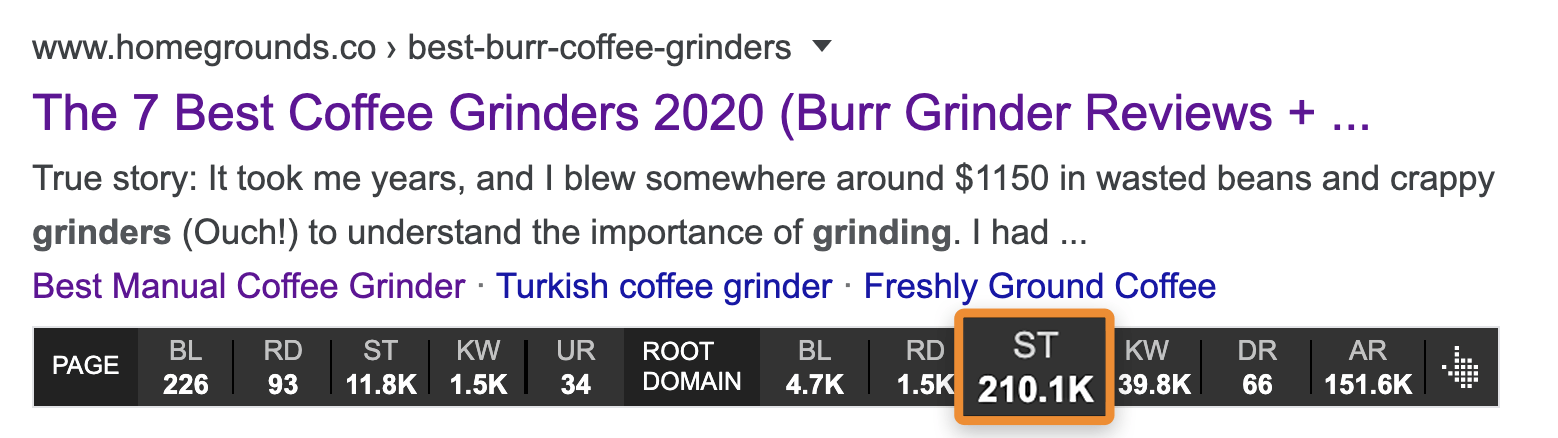 www.homegrounds.co › best-burr-coffee-grinders
The 7 Best Coffee Grinders 2020 (Burr Grinder Reviews + ...
True story: It took me years, and I blew somewhere around $1150 in wasted beans and crappy
grinders (Ouch!) to understand the importance of grinding. I had ...
Best Manual Coffee Grinder · Turkish coffee grinder · Freshly Ground Coffee
PAGE BL 226 RD 93 ST 11.8K KW 1.5K UR 34 ROOT DOMAIN BL 4.7K RD 1.5K ST 210.1K KW 39.8K DR 66 AR 151.6K